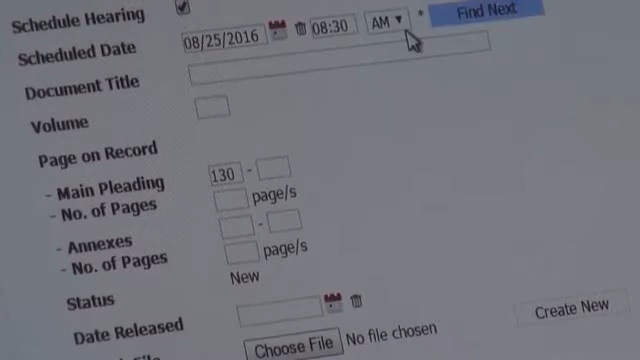 Schedule Hearing
Scheduled Date 08/25/2016 08:30 AM ▼ * Find Next
Document Title
Volume
Page on Record
- Main Pleading 130 -
- No. of Pages page/s
- Annexes -
- No. of Pages page/s
Status New
Date Released
Choose File No file chosen
Create New